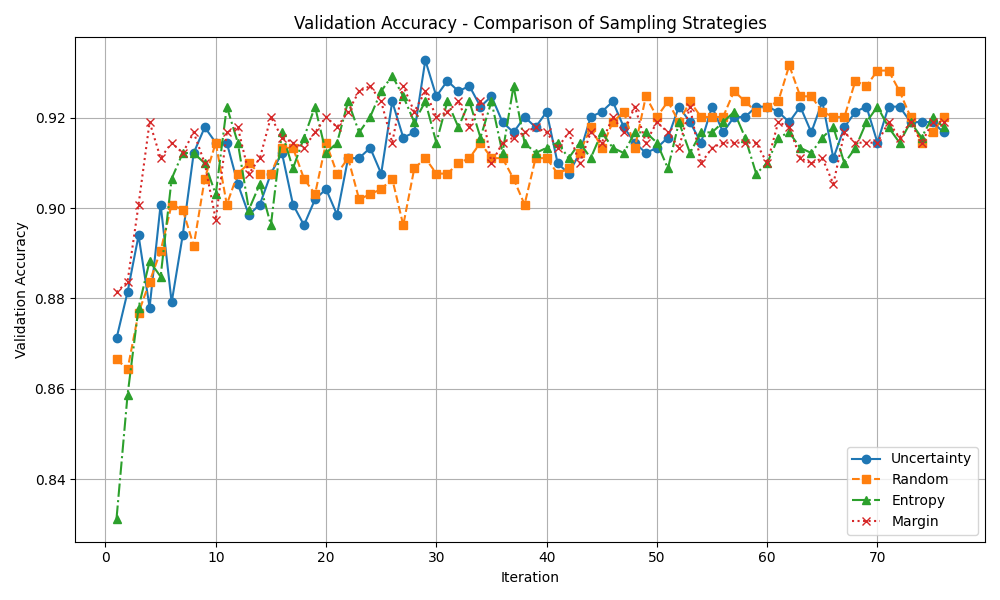 Validation Accuracy - Comparison of Sampling Strategies
Validation Accuracy
0.92
0.90
0.88
0.86
0.84
0
10
20
30
40
50
60
70
Iteration
Uncertainty
Random
Entropy
Margin